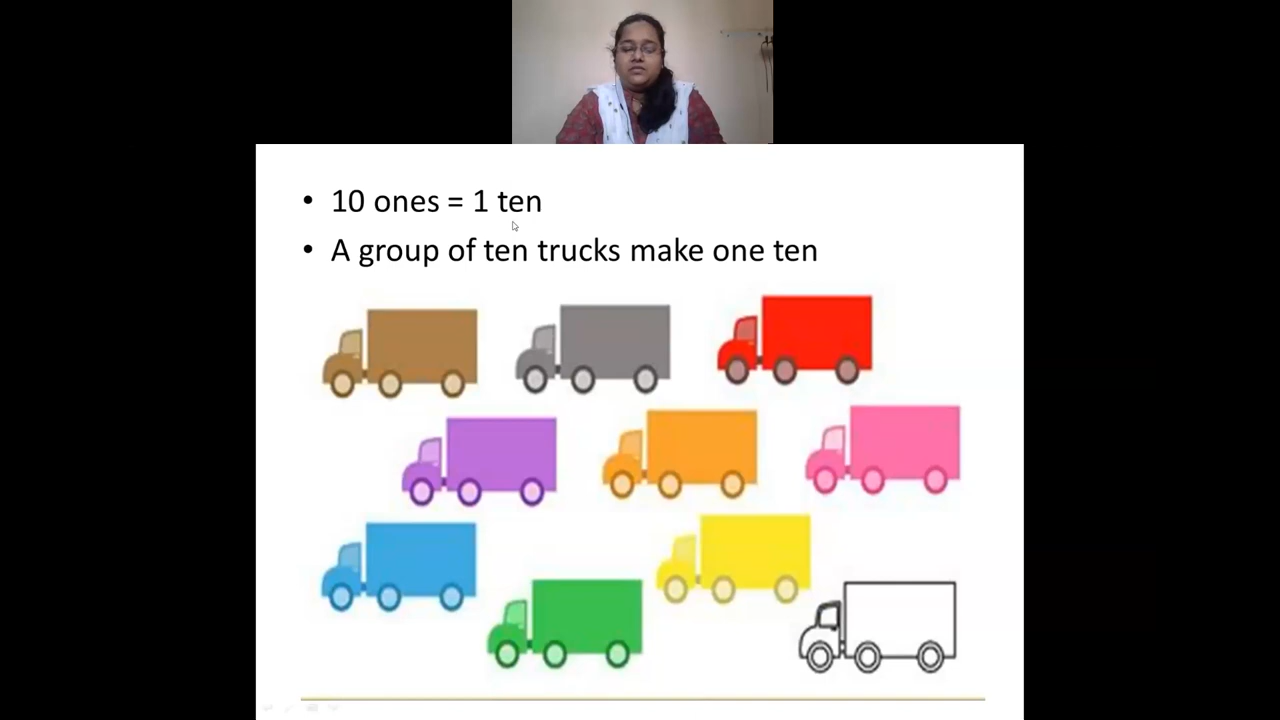 • 10 ones = 1 ten
• A group of ten trucks make one ten